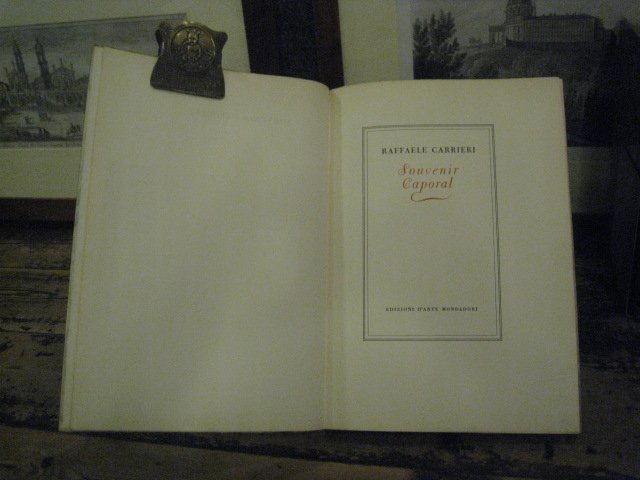 RAFFAELE CARRIERI
Souvenir
Caporal
EDIZIONI D'ARTE MONDADORI